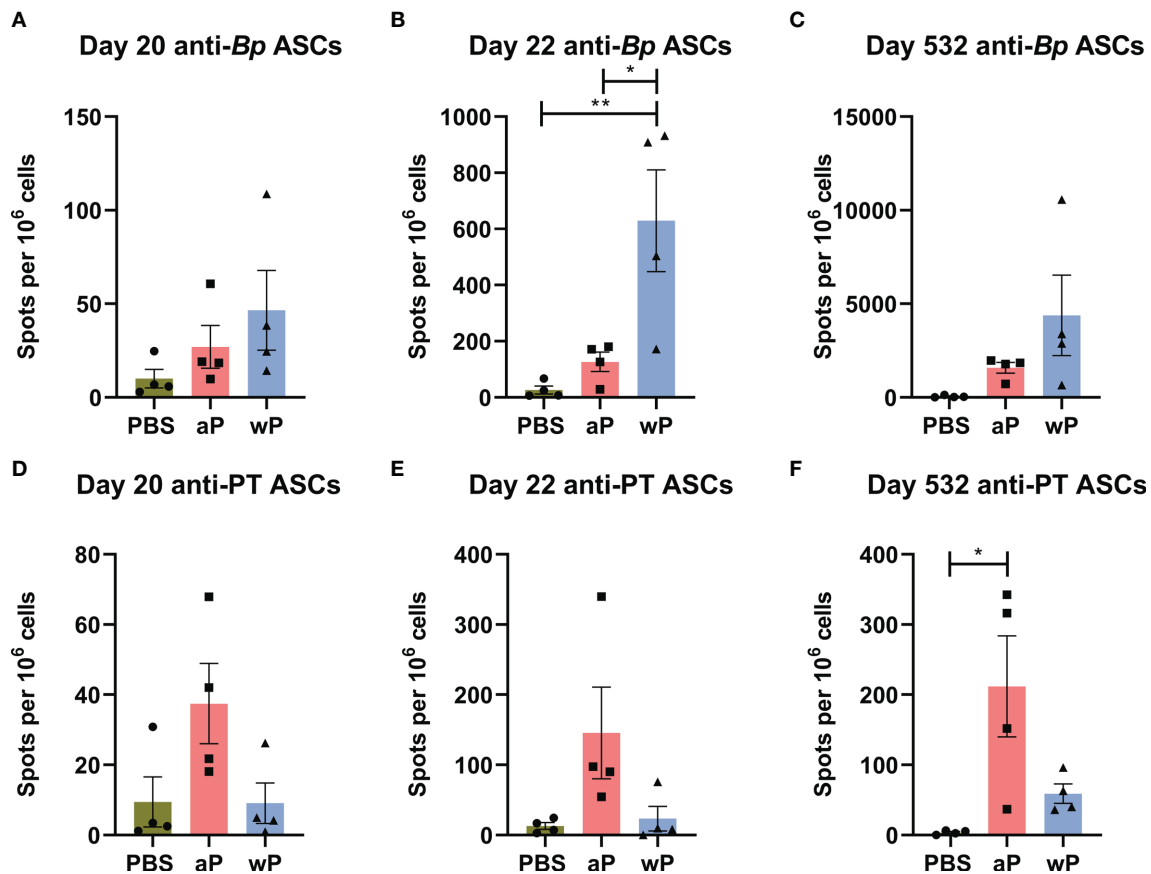 A
Day 20 anti-Bp ASCs
Spots per 10⁶ cells
150
100
50
0
PBS aP wP
B
Day 22 anti-Bp ASCs
*
**
Spots per 10⁶ cells
1000
800
600
400
200
0
PBS aP wP
C
Day 532 anti-Bp ASCs
Spots per 10⁶ cells
15000
10000
5000
0
PBS aP wP
D
Day 20 anti-PT ASCs
Spots per 10⁶ cells
80
60
40
20
0
PBS aP wP
E
Day 22 anti-PT ASCs
Spots per 10⁶ cells
400
300
200
100
0
PBS aP wP
F
Day 532 anti-PT ASCs
*
Spots per 10⁶ cells
400
300
200
100
0
PBS aP wP